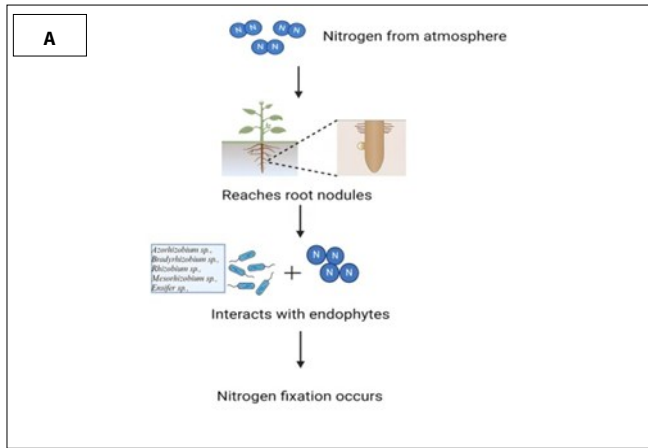 A
N N N N
N N
Nitrogen from atmosphere
Reaches root nodules
Azorhizobium sp.,
Bradyrhizobium sp.,
Rhizobium sp.,
Mesorhizobium sp.,
Ensifer sp.,
+
N N
N N
Interacts with endophytes
Nitrogen fixation occurs